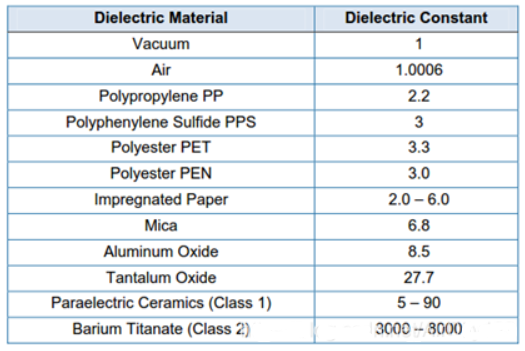 Dielectric Material Dielectric Constant
Vacuum 1
Air 1.0006
Polypropylene PP 2.2
Polyphenylene Sulfide PPS 3
Polyester PET 3.3
Polyester PEN 3.0
Impregnated Paper 2.0 – 6.0
Mica 6.8
Aluminum Oxide 8.5
Tantalum Oxide 27.7
Paraelectric Ceramics (Class 1) 5 – 90
Barium Titanate (Class 2) 3000 – 8000